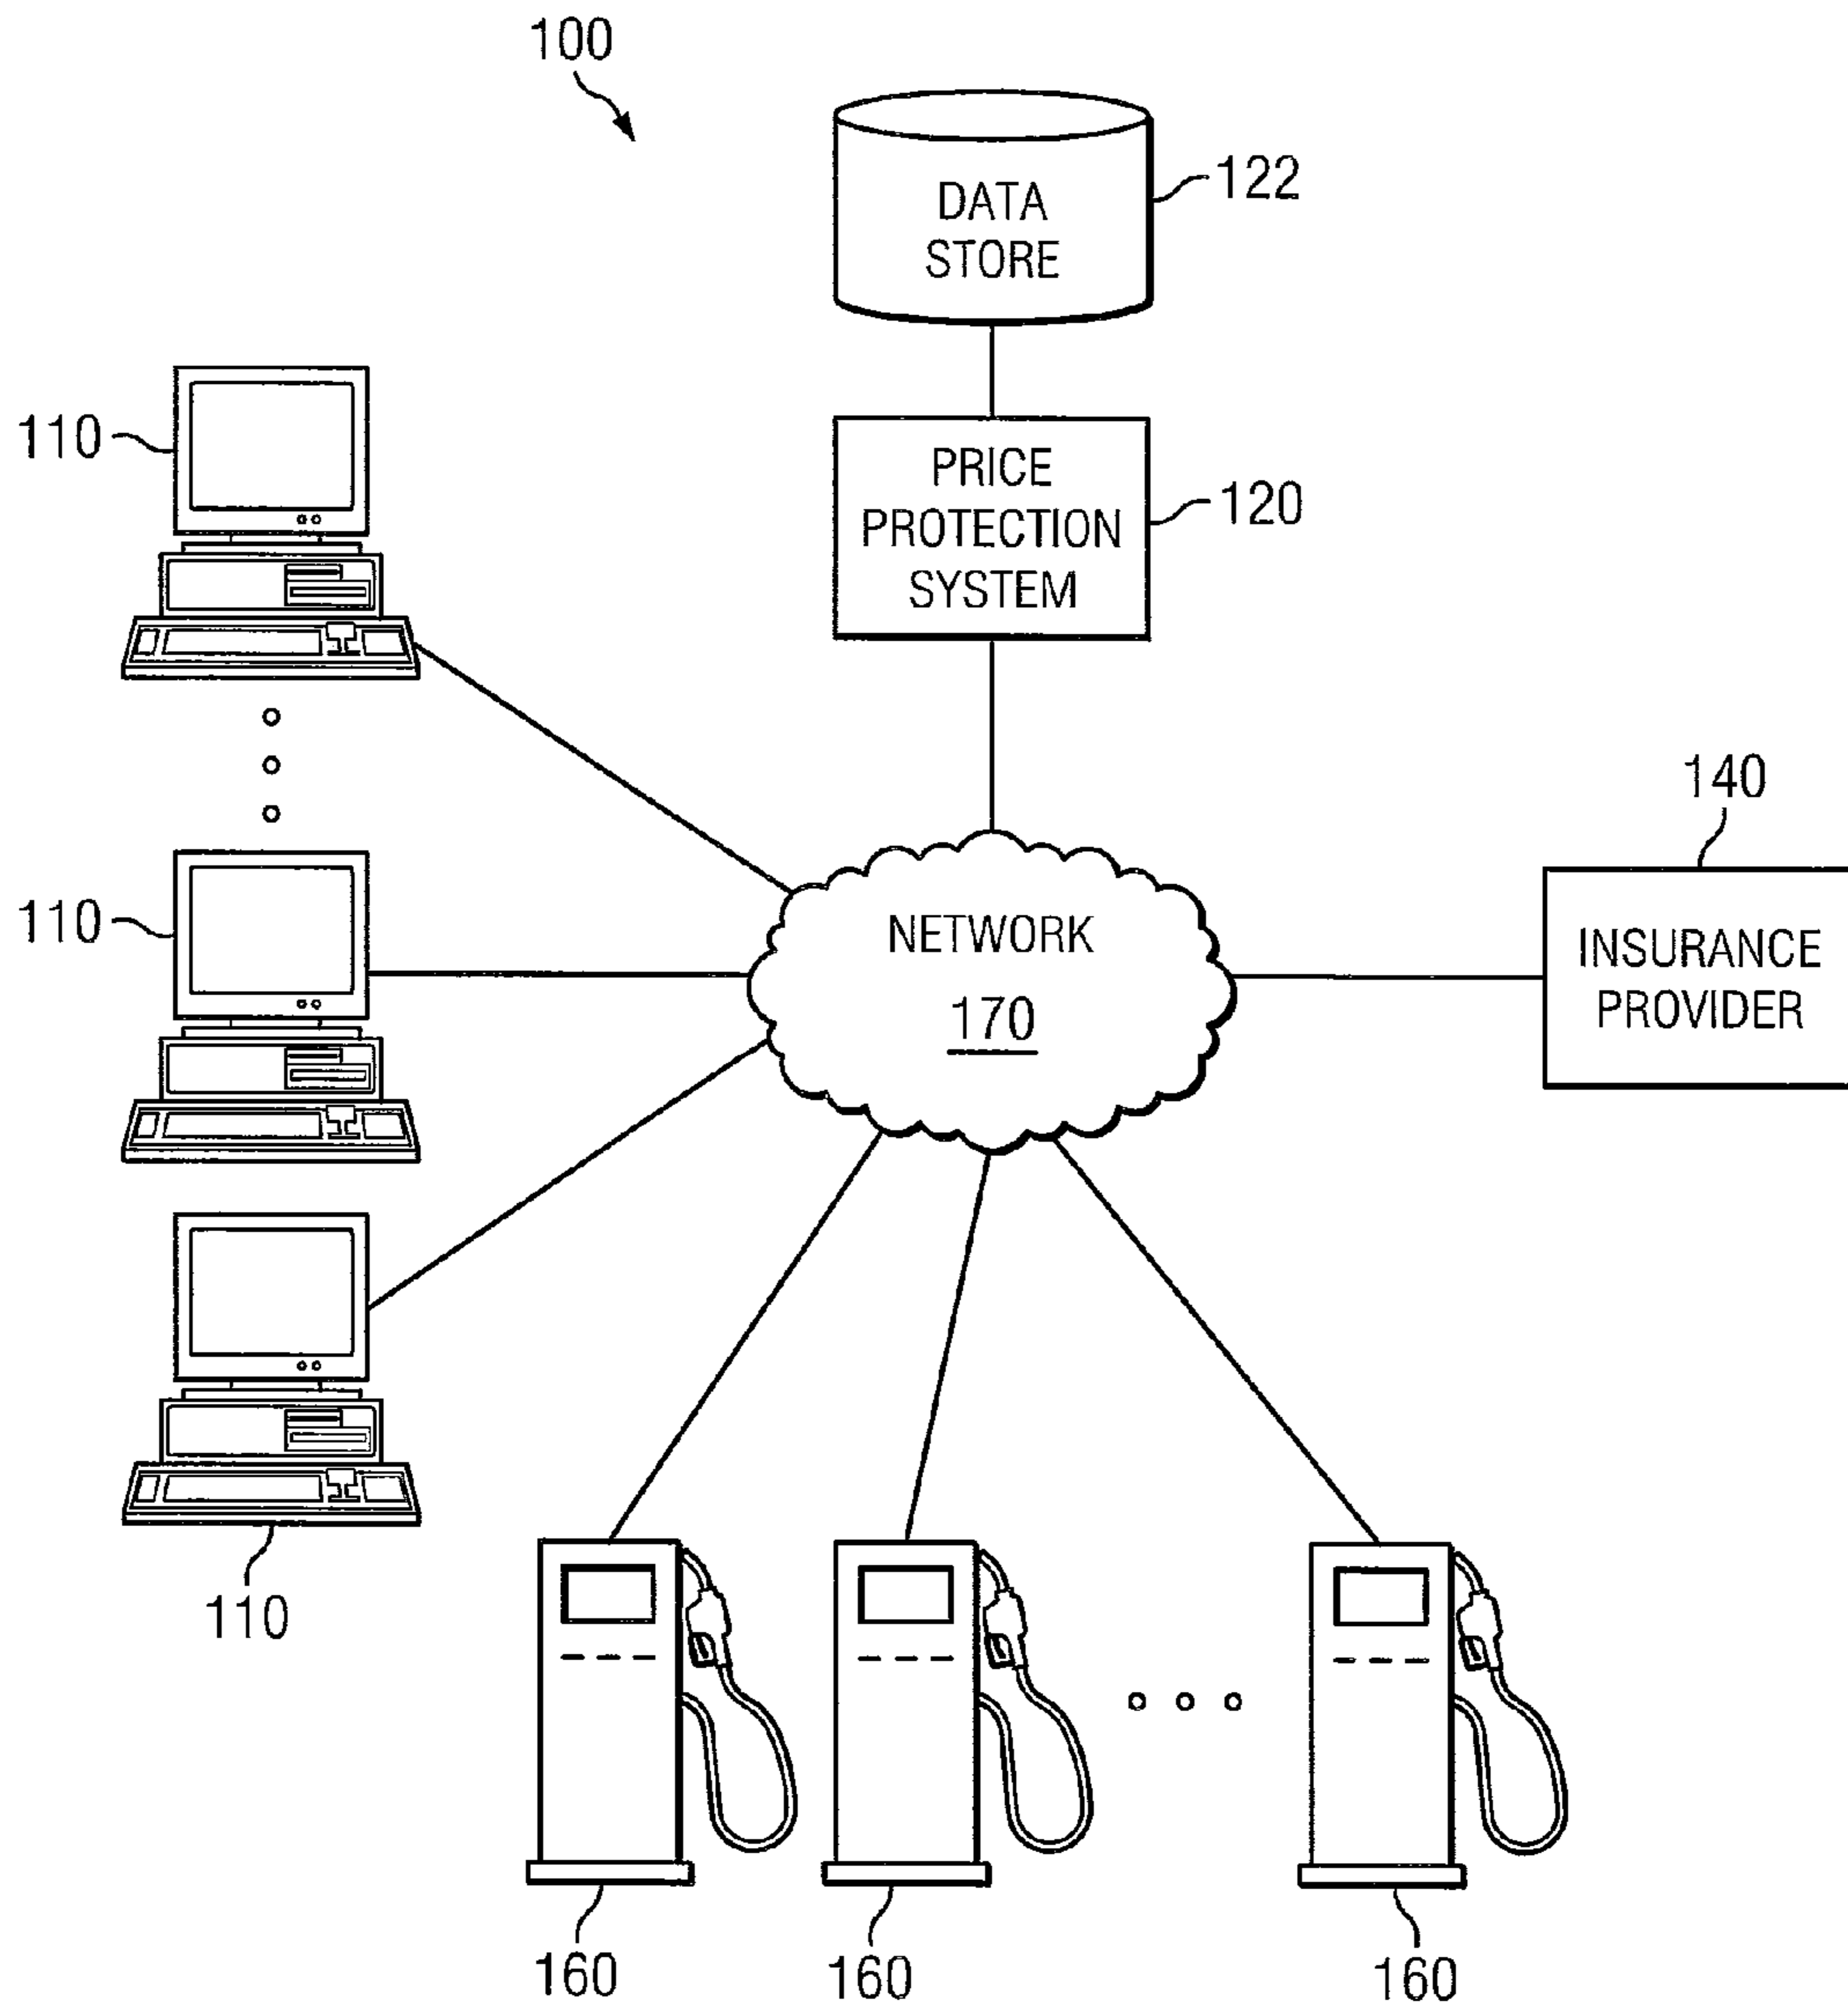 100
DATA
STORE
122
110
PRICE
PROTECTION
SYSTEM
120
140
110
NETWORK
170
INSURANCE
PROVIDER
110
160
160
160